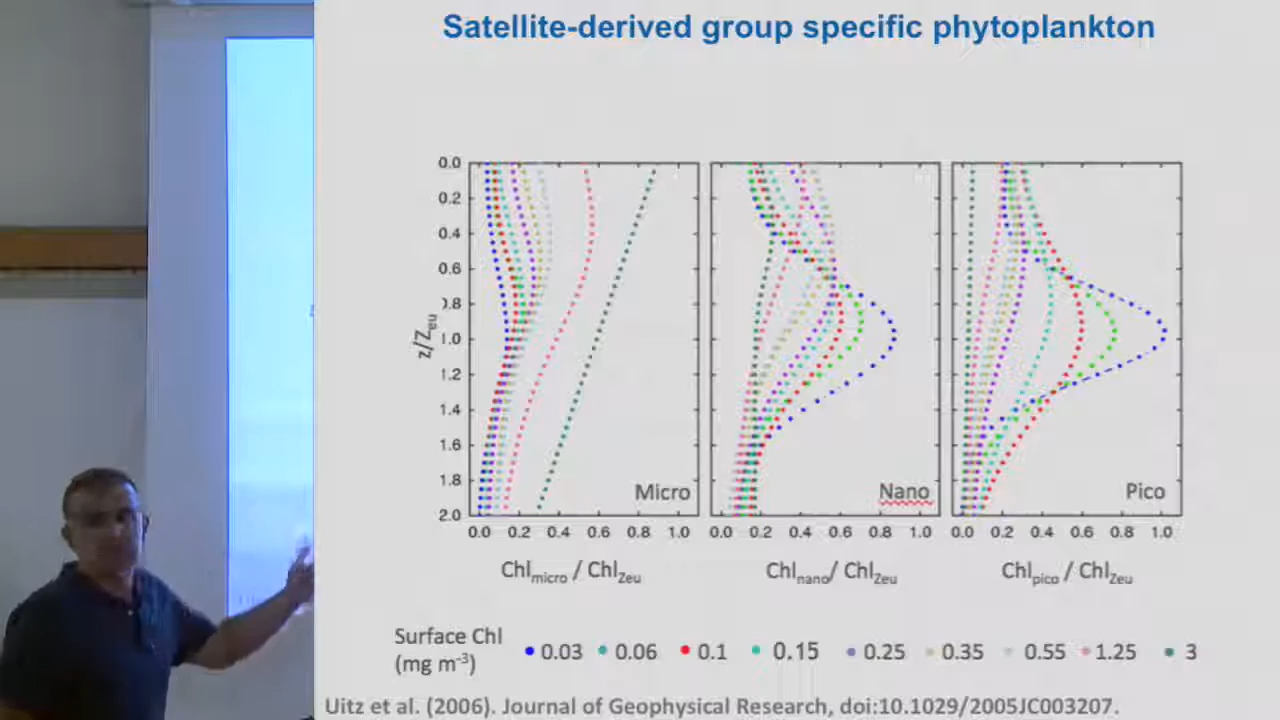 Satellite-derived group specific phytoplankton
0.0
0.2
0.4
0.6
0.8
1.0
1.2
1.4
1.6
1.8
2.0
z/Zeu
Micro
Nano
Pico
0.0 0.2 0.4 0.6 0.8 1.0
0.0 0.2 0.4 0.6 0.8 1.0
0.0 0.2 0.4 0.6 0.8 1.0
Chlmicro / ChlZeu
Chlnano/ ChlZeu
Chlpico / ChlZeu
Surface Chl
(mg m-3)
0.03 0.06 0.1 0.15 0.25 0.35 0.55 1.25 3
Uitz et al. (2006). Journal of Geophysical Research, doi:10.1029/2005JC003207.